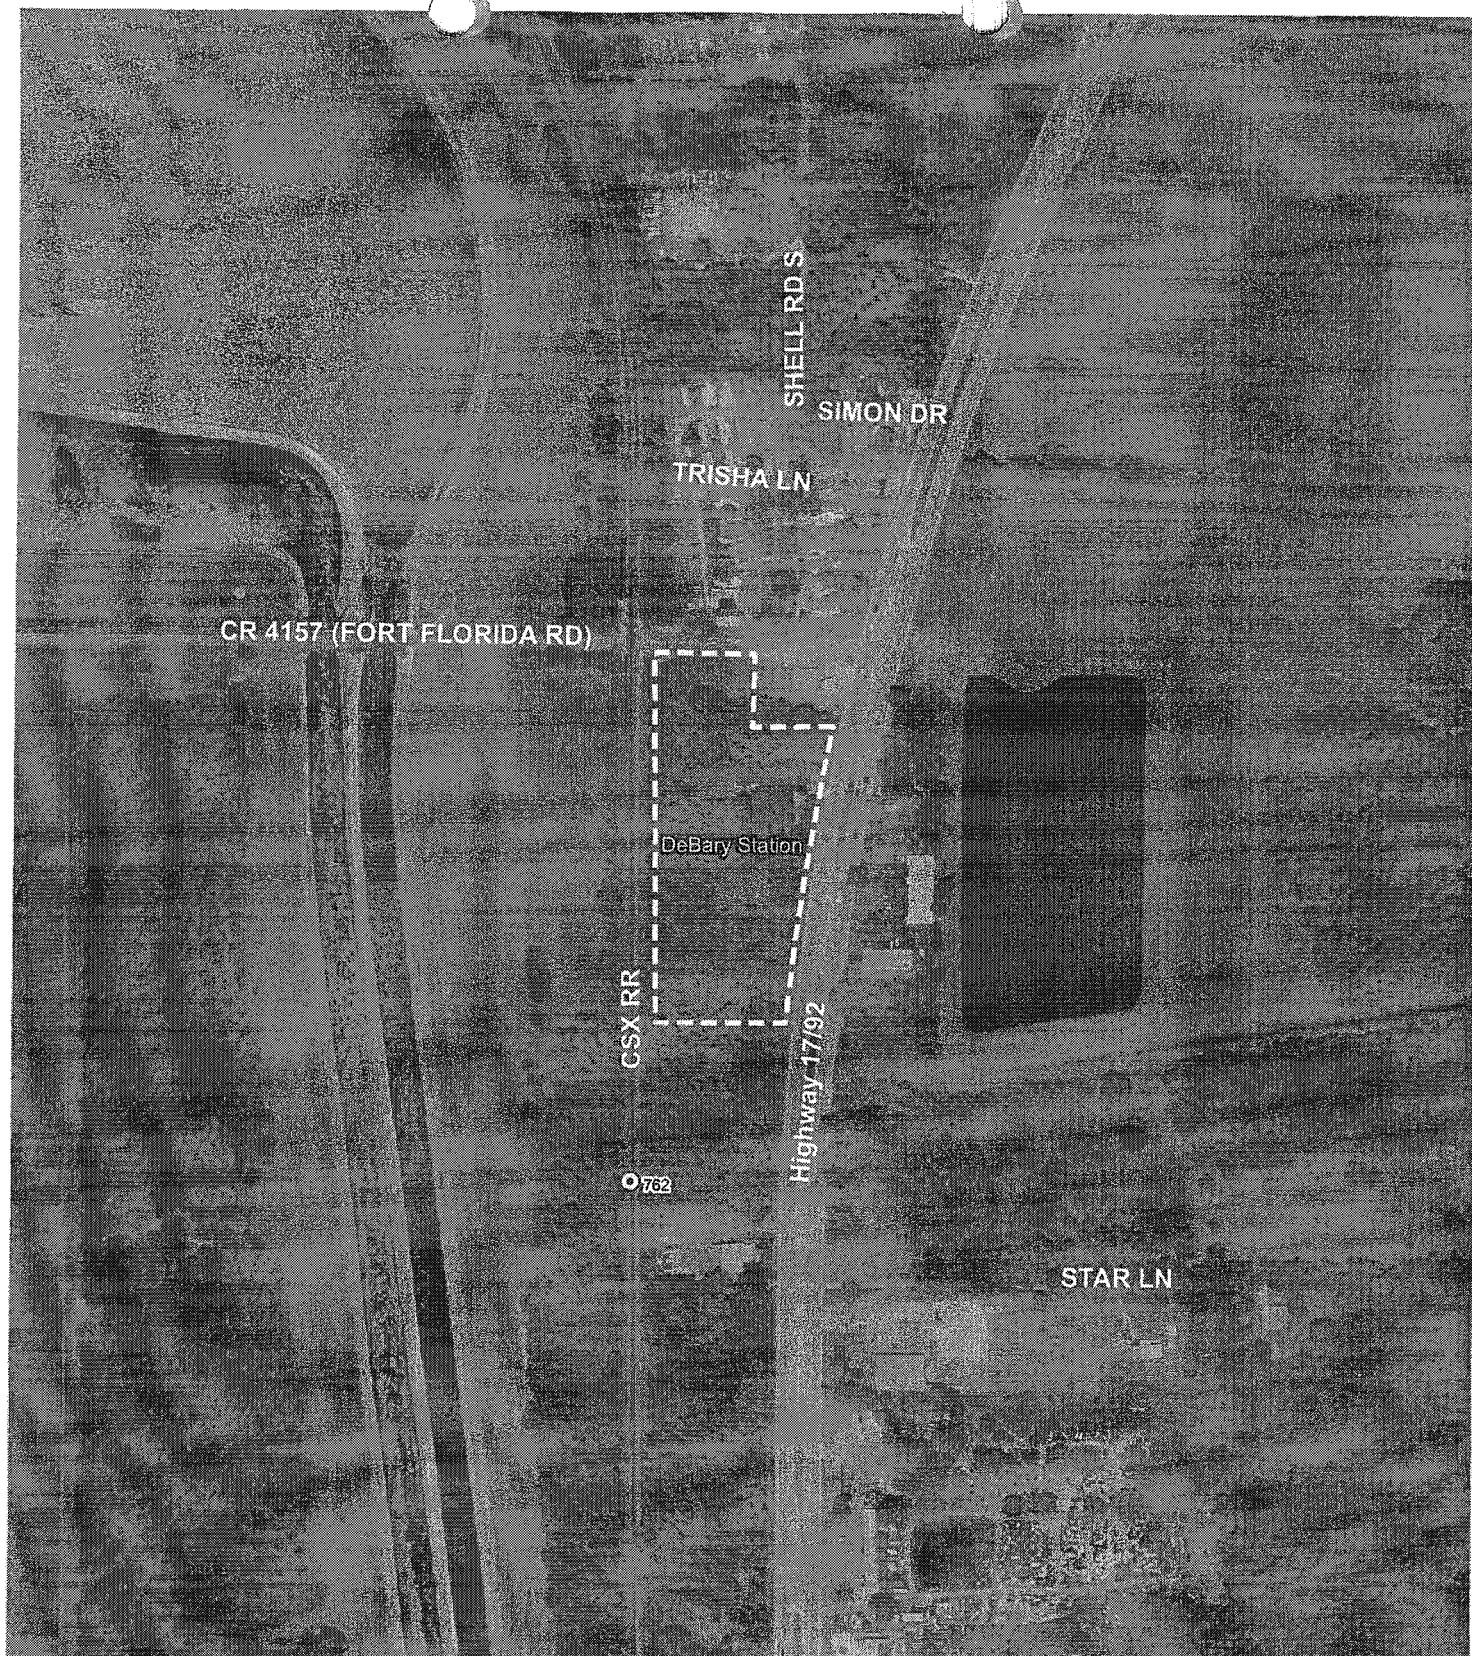 SHELL RD S
SIMON DR
TRISHA LN
CR 4157 (FORT FLORIDA RD)
DeBary Station
CSX RR
Highway 17/92
762
STAR LN